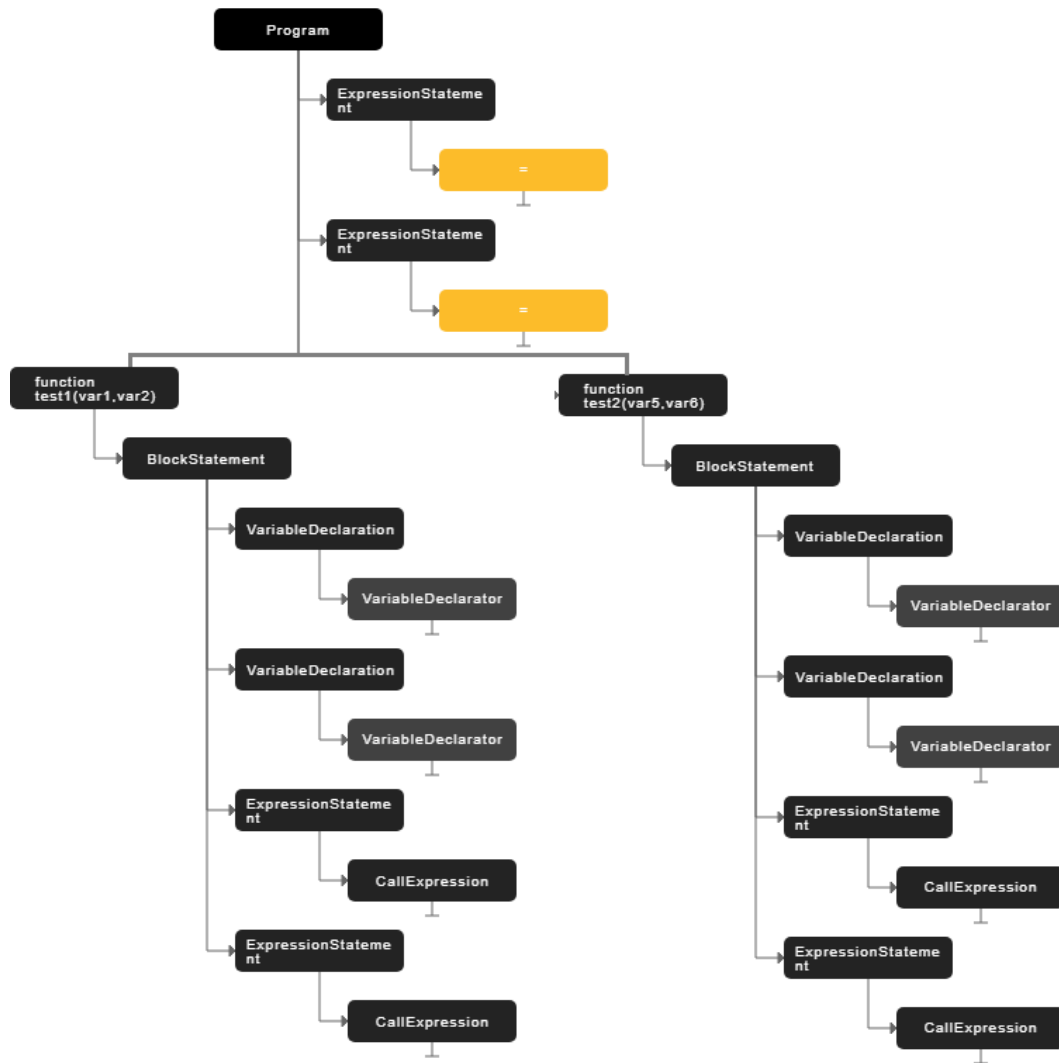 Program
ExpressionStateme
nt
=
ExpressionStateme
nt
=
function
test1(var1,var2)
BlockStatement
VariableDeclaration
VariableDeclarator
VariableDeclaration
VariableDeclarator
ExpressionStateme
nt
CallExpression
ExpressionStateme
nt
CallExpression
function
test2(var5,var6)
BlockStatement
VariableDeclaration
VariableDeclarator
VariableDeclaration
VariableDeclarator
ExpressionStateme
nt
CallExpression
ExpressionStateme
nt
CallExpression